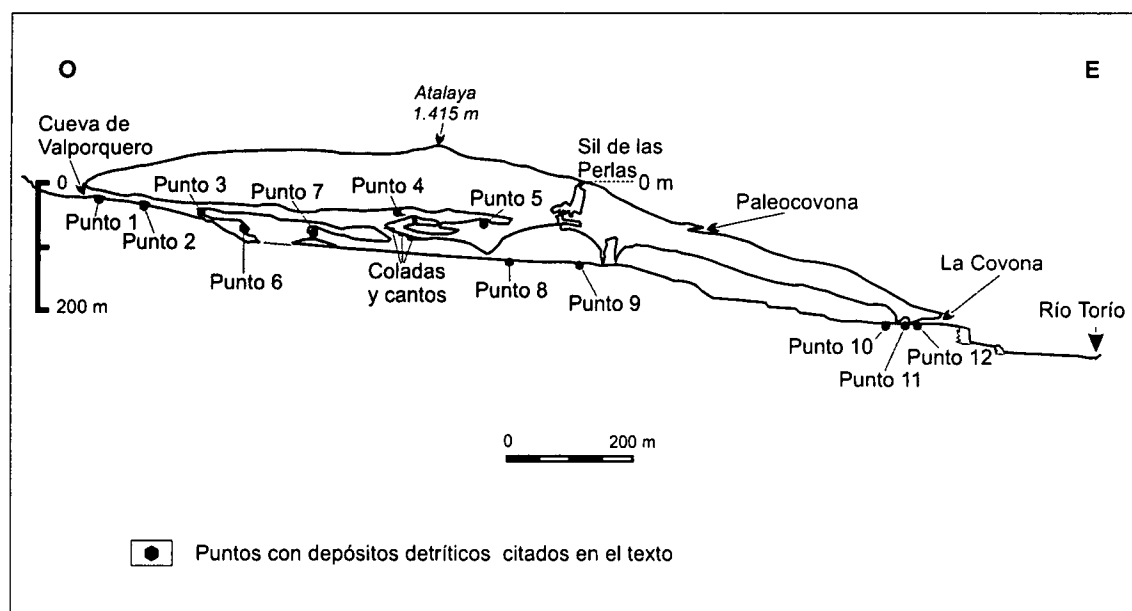 O
E
Atalaya
1.415 m
Cueva de
Valporquero
Sil de las
Perlas
0
0 m
Punto 3
Punto 7
Punto 4
Punto 5
Paleocovona
Punto 1
Punto 2
La Covona
Punto 6
Coladas
y cantos
Punto 8
Punto 9
200 m
Río Torío
Punto 10
Punto 12
Punto 11
0
200 m
Puntos con depósitos detríticos citados en el texto